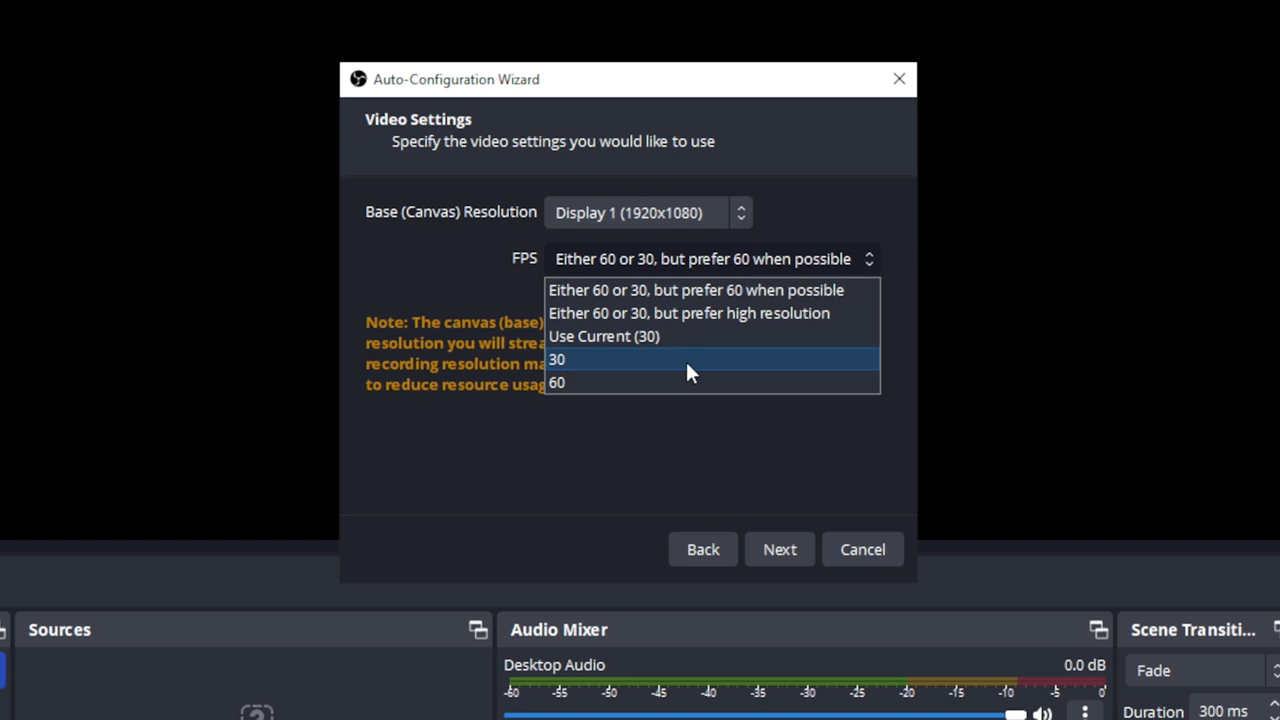 Auto-Configuration Wizard
Video Settings
Specify the video settings you would like to use
Base (Canvas) Resolution
Display 1 (1920x1080)
FPS
Either 60 or 30, but prefer 60 when possible
Either 60 or 30, but prefer 60 when possible
Either 60 or 30, but prefer high resolution
Use Current (30)
30
60
Note: The canvas (base)
resolution you will strea
recording resolution ma
to reduce resource usag
Back
Next
Cancel
Sources
Audio Mixer
Scene Transiti...
Desktop Audio
0.0 dB
-60 -55 -50 -45 -40 -35 -30 -25 -20 -15 -10 -5 0
Fade
Duration
300 ms